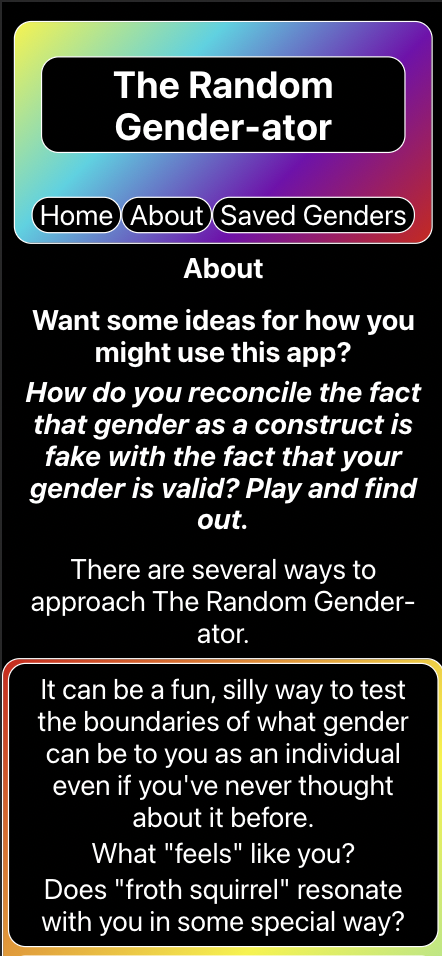 The Random
Gender-ator
Home About Saved Genders
About
Want some ideas for how you
might use this app?
How do you reconcile the fact
that gender as a construct is
fake with the fact that your
gender is valid? Play and find
out.
There are several ways to
approach The Random Gender-
ator.
It can be a fun, silly way to test
the boundaries of what gender
can be to you as an individual
even if you've never thought
about it before.
What "feels" like you?
Does "froth squirrel" resonate
with you in some special way?